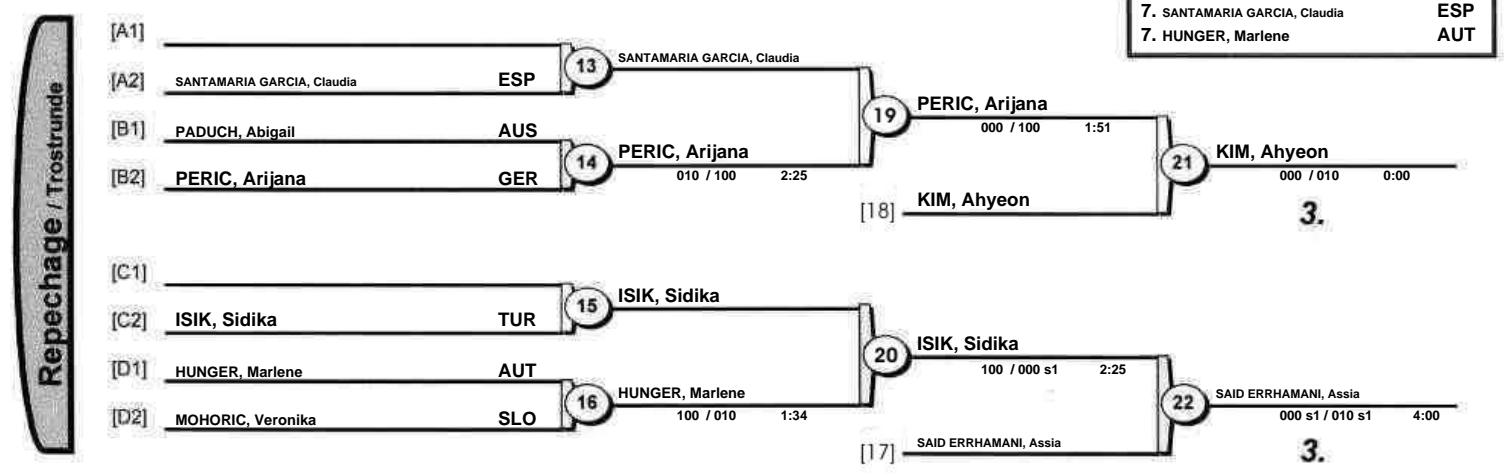 7. SANTAMARIA GARCIA, Claudia ESP
7. HUNGER, Marlene AUT
Repechage / Trostrunde
[A1]
13 SANTAMARIA GARCIA, Claudia
[A2] SANTAMARIA GARCIA, Claudia ESP
19 PERIC, Arijana
000 / 100 1:51
[B1] PADUCH, Abigail AUS
14 PERIC, Arijana
010 / 100 2:25
21 KIM, Ahyeon
000 / 010 0:00
[B2] PERIC, Arijana GER
[18] KIM, Ahyeon
3.
[C1]
15 ISIK, Sidika
[C2] ISIK, Sidika TUR
20 ISIK, Sidika
100 / 000 s1 2:25
[D1] HUNGER, Marlene AUT
16 HUNGER, Marlene
100 / 010 1:34
22 SAID ERRHAMANI, Assia
000 s1 / 010 s1 4:00
[D2] MOHORIC, Veronika SLO
[17] SAID ERRHAMANI, Assia
3.